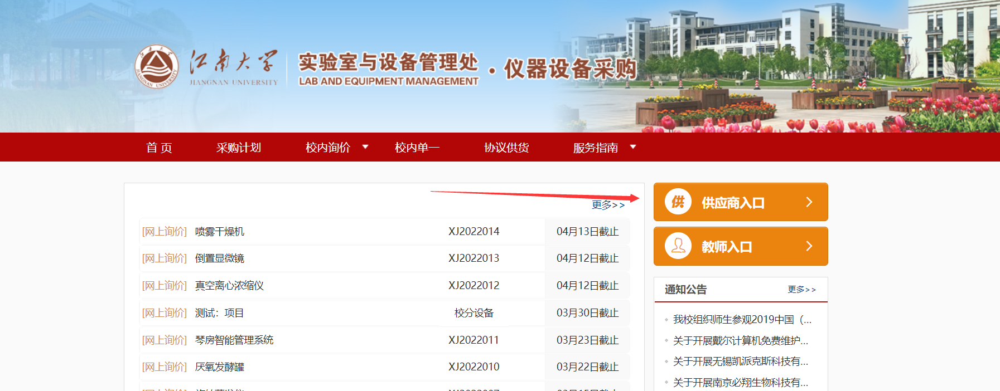 江南大学
JIANGNAN UNIVERSITY
实验室与设备管理处
LAB AND EQUIPMENT MANAGEMENT
·仪器设备采购
首 页 采购计划 校内询价 校内单一 协议供货 服务指南
更多>>
[网上询价] 喷雾干燥机 XJ2022014 04月13日截止
[网上询价] 倒置显微镜 XJ2022013 04月12日截止
[网上询价] 真空离心浓缩仪 XJ2022012 04月12日截止
[网上询价] 测试：项目 校分设备 03月30日截止
[网上询价] 琴房智能管理系统 XJ2022011 03月23日截止
[网上询价] 厌氧发酵罐 XJ2022010 03月22日截止
供 供应商入口
教师入口
通知公告 更多>>
我校组织师生参观2019中国（...
关于开展戴尔计算机免费维护...
关于开展无锡凯派克斯科技有...
关于开展南京必翔生物科技有...